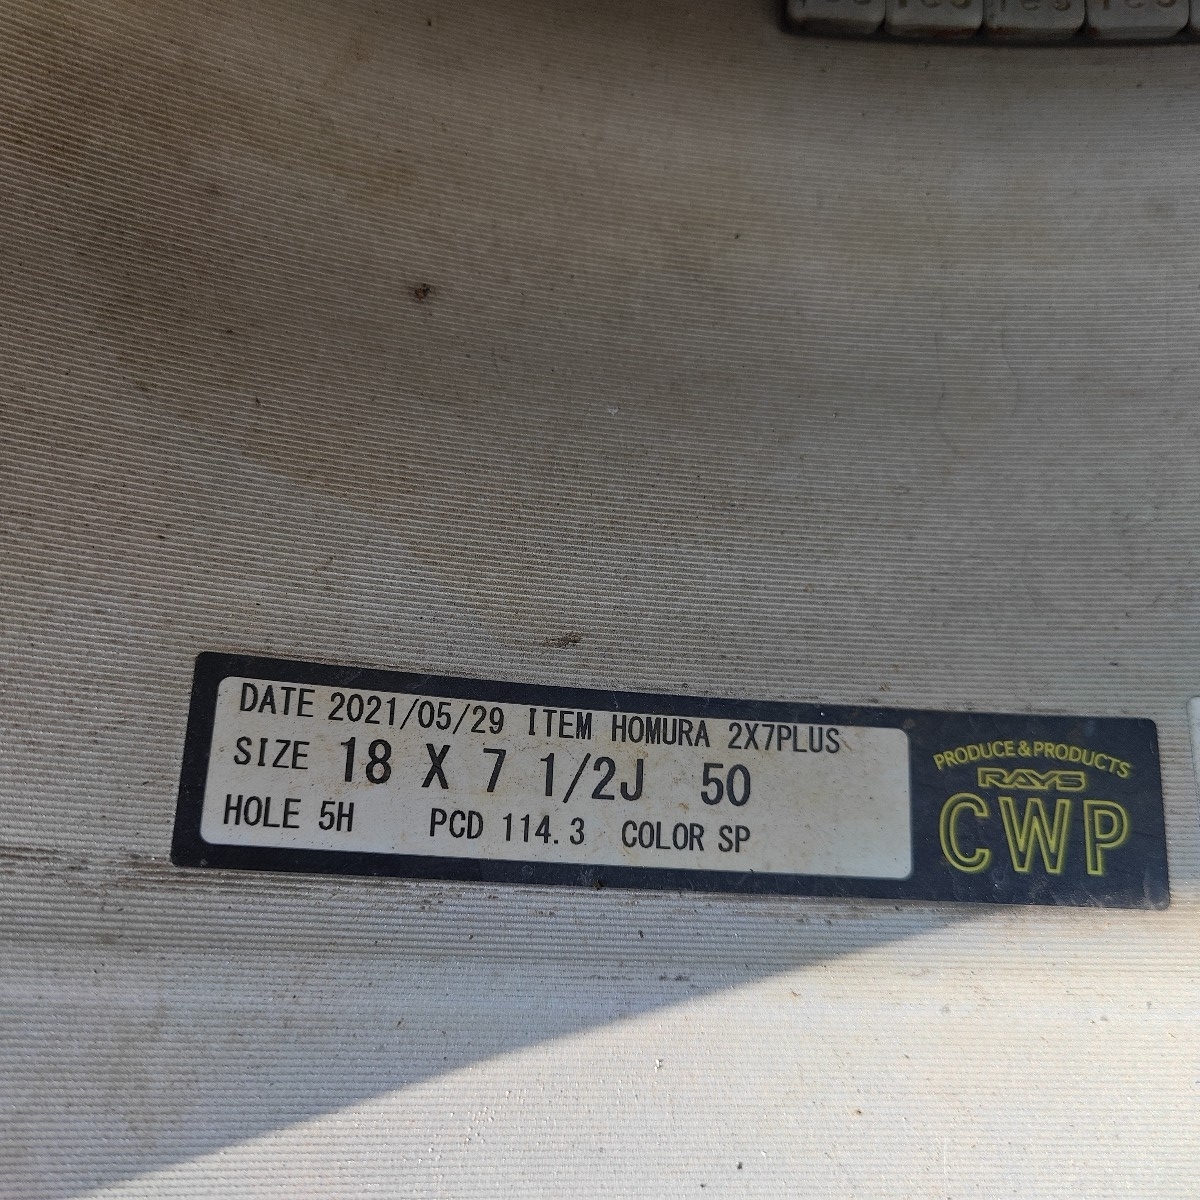 DATE 2021/05/29 ITEM HOMURA 2X7PLUS
SIZE 18 X 7 1/2J 50
HOLE 5H PCD 114.3 COLOR SP
PRODUCE & PRODUCTS
RAYS
CWP